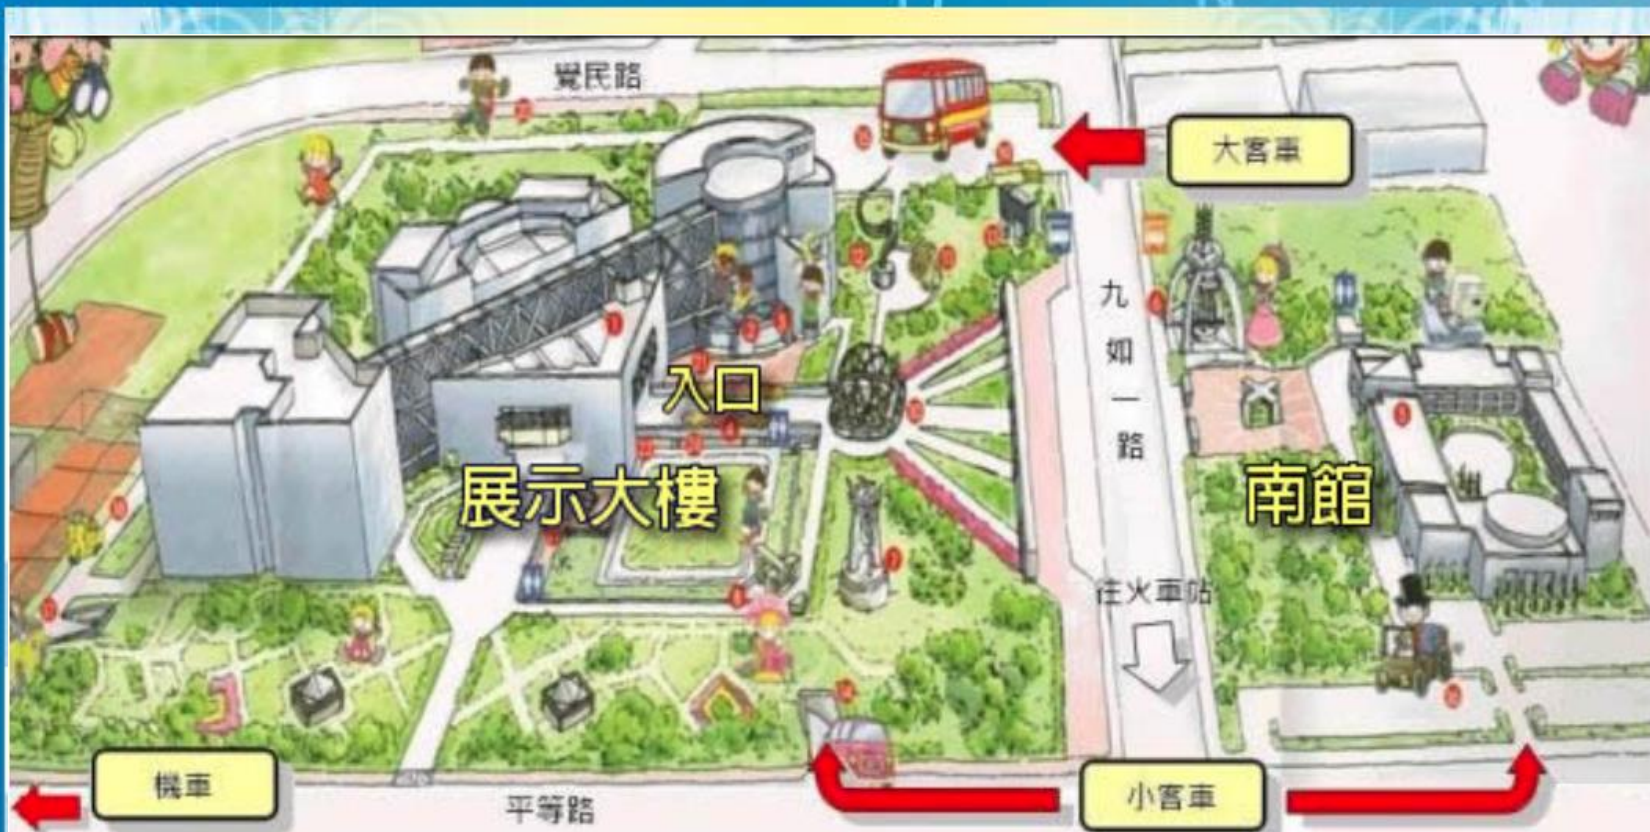 覺民路
大客車
九如一路
入口
展示大樓
南館
往火車站
機車
平等路
小客車